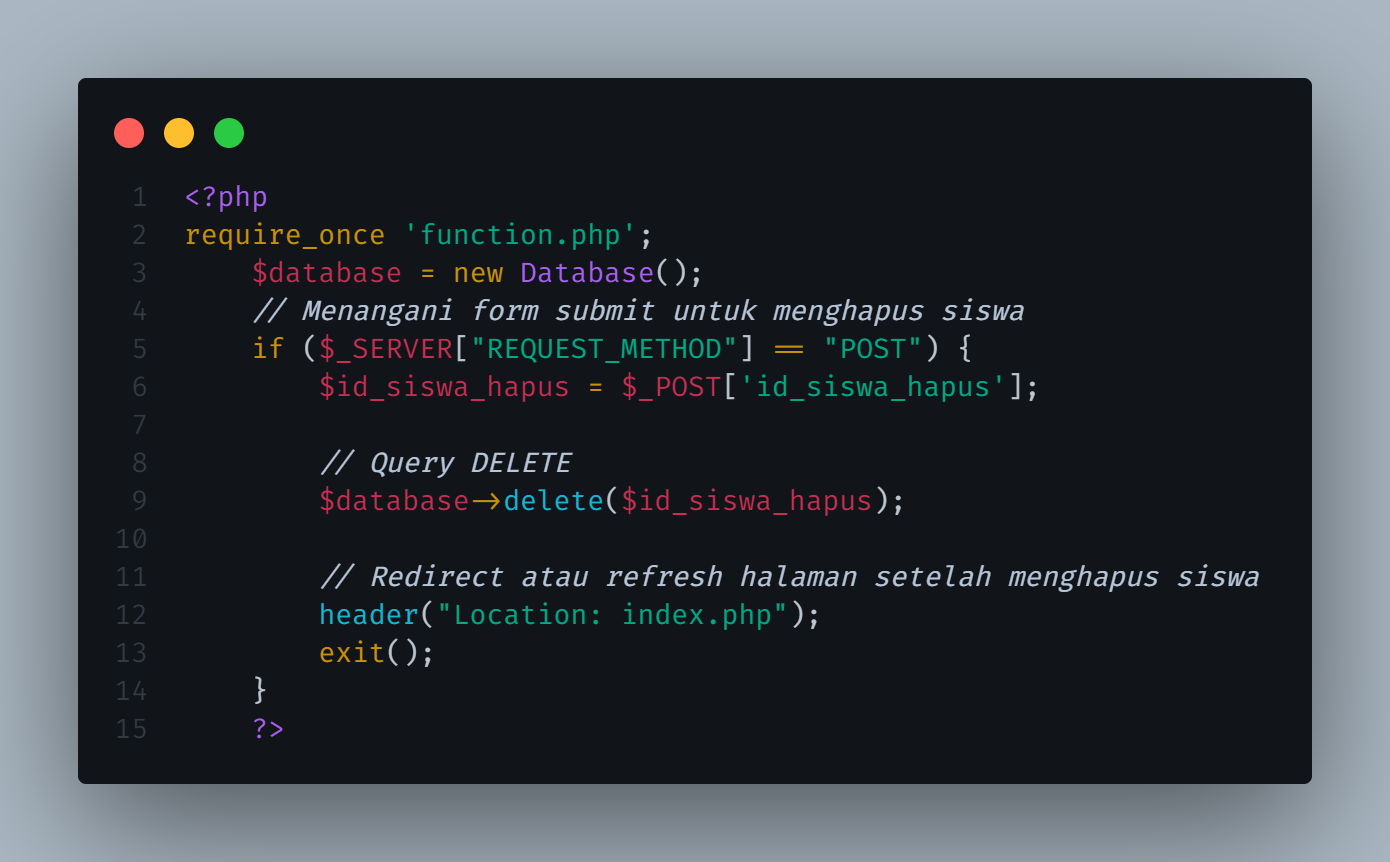 1 <?php
2 require_once 'function.php';
3     $database = new Database();
4     // Menangani form submit untuk menghapus siswa
5     if ($_SERVER["REQUEST_METHOD"] == "POST") {
6         $id_siswa_hapus = $_POST['id_siswa_hapus'];
7
8         // Query DELETE
9         $database->delete($id_siswa_hapus);
10
11         // Redirect atau refresh halaman setelah menghapus siswa
12         header("Location: index.php");
13         exit();
14     }
15     ?>